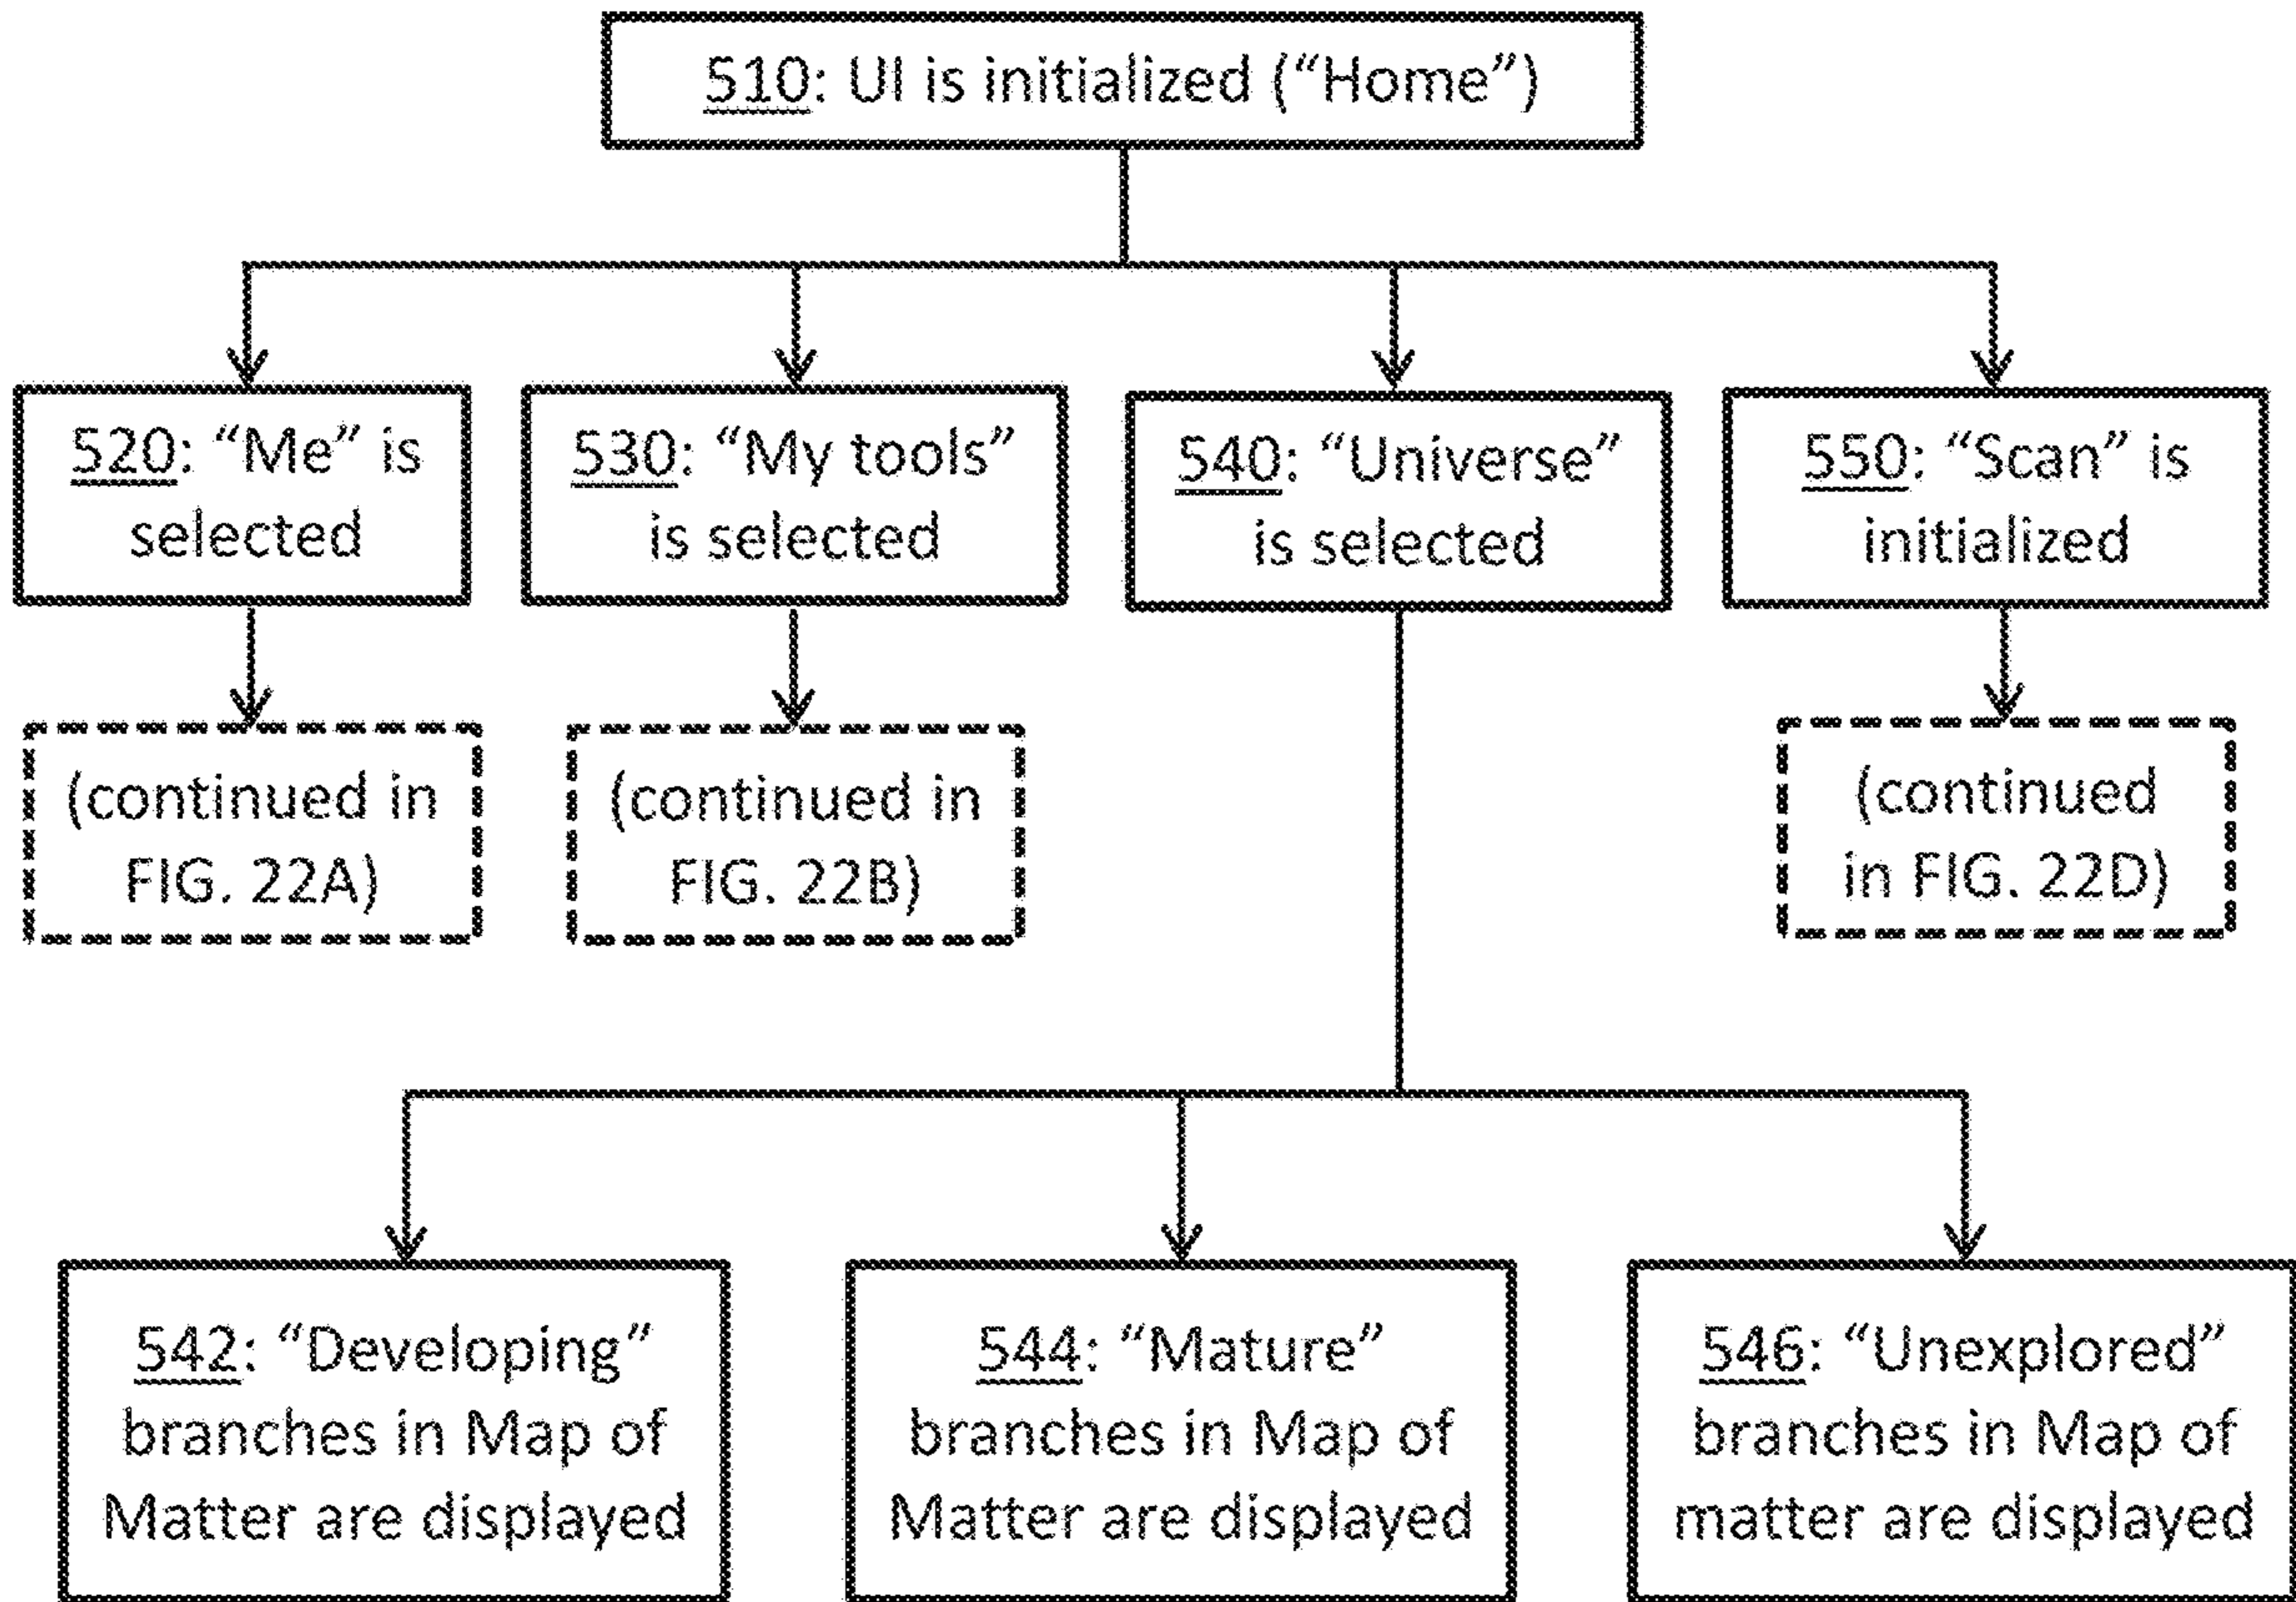 510: UI is initialized (“Home”)
520: “Me” is
selected
530: “My tools”
is selected
540: “Universe”
is selected
550: “Scan” is
initialized
(continued in
FIG. 22A)
(continued in
FIG. 22B)
(continued
in FIG. 22D)
542: “Developing”
branches in Map of
Matter are displayed
544: “Mature”
branches in Map of
Matter are displayed
546: “Unexplored”
branches in Map of
matter are displayed